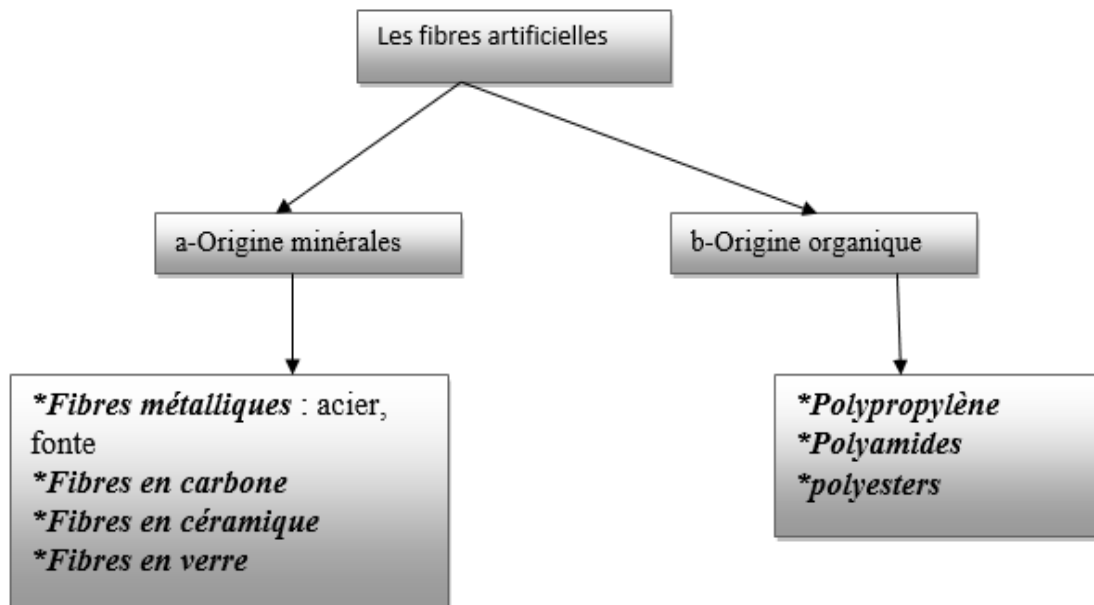 Les fibres artificielles
a-Origine minérales
b-Origine organique
*Fibres métalliques : acier,
fonte
*Fibres en carbone
*Fibres en céramique
*Fibres en verre
*Polypropylène
*Polyamides
*polyesters